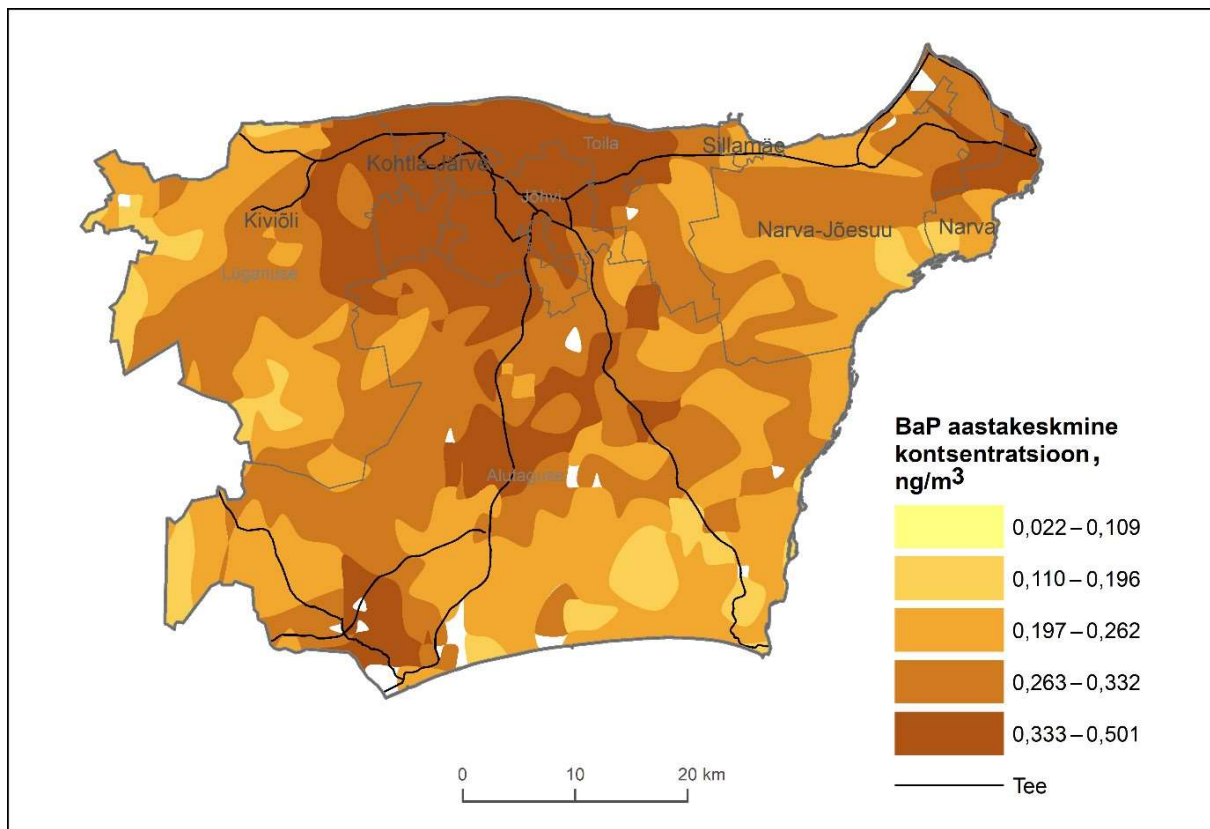 Toila
Sillamäe
Kohtla-Järve
Jõhvi
Kiviõli
Narva-Jõesuu
Narva
Lüganuse
Alutaguse
BaP aastakeskmine
kontsentratsioon,
ng/m³
0,022–0,109
0,110–0,196
0,197–0,262
0,263–0,332
0,333–0,501
Tee
0 10 20 km